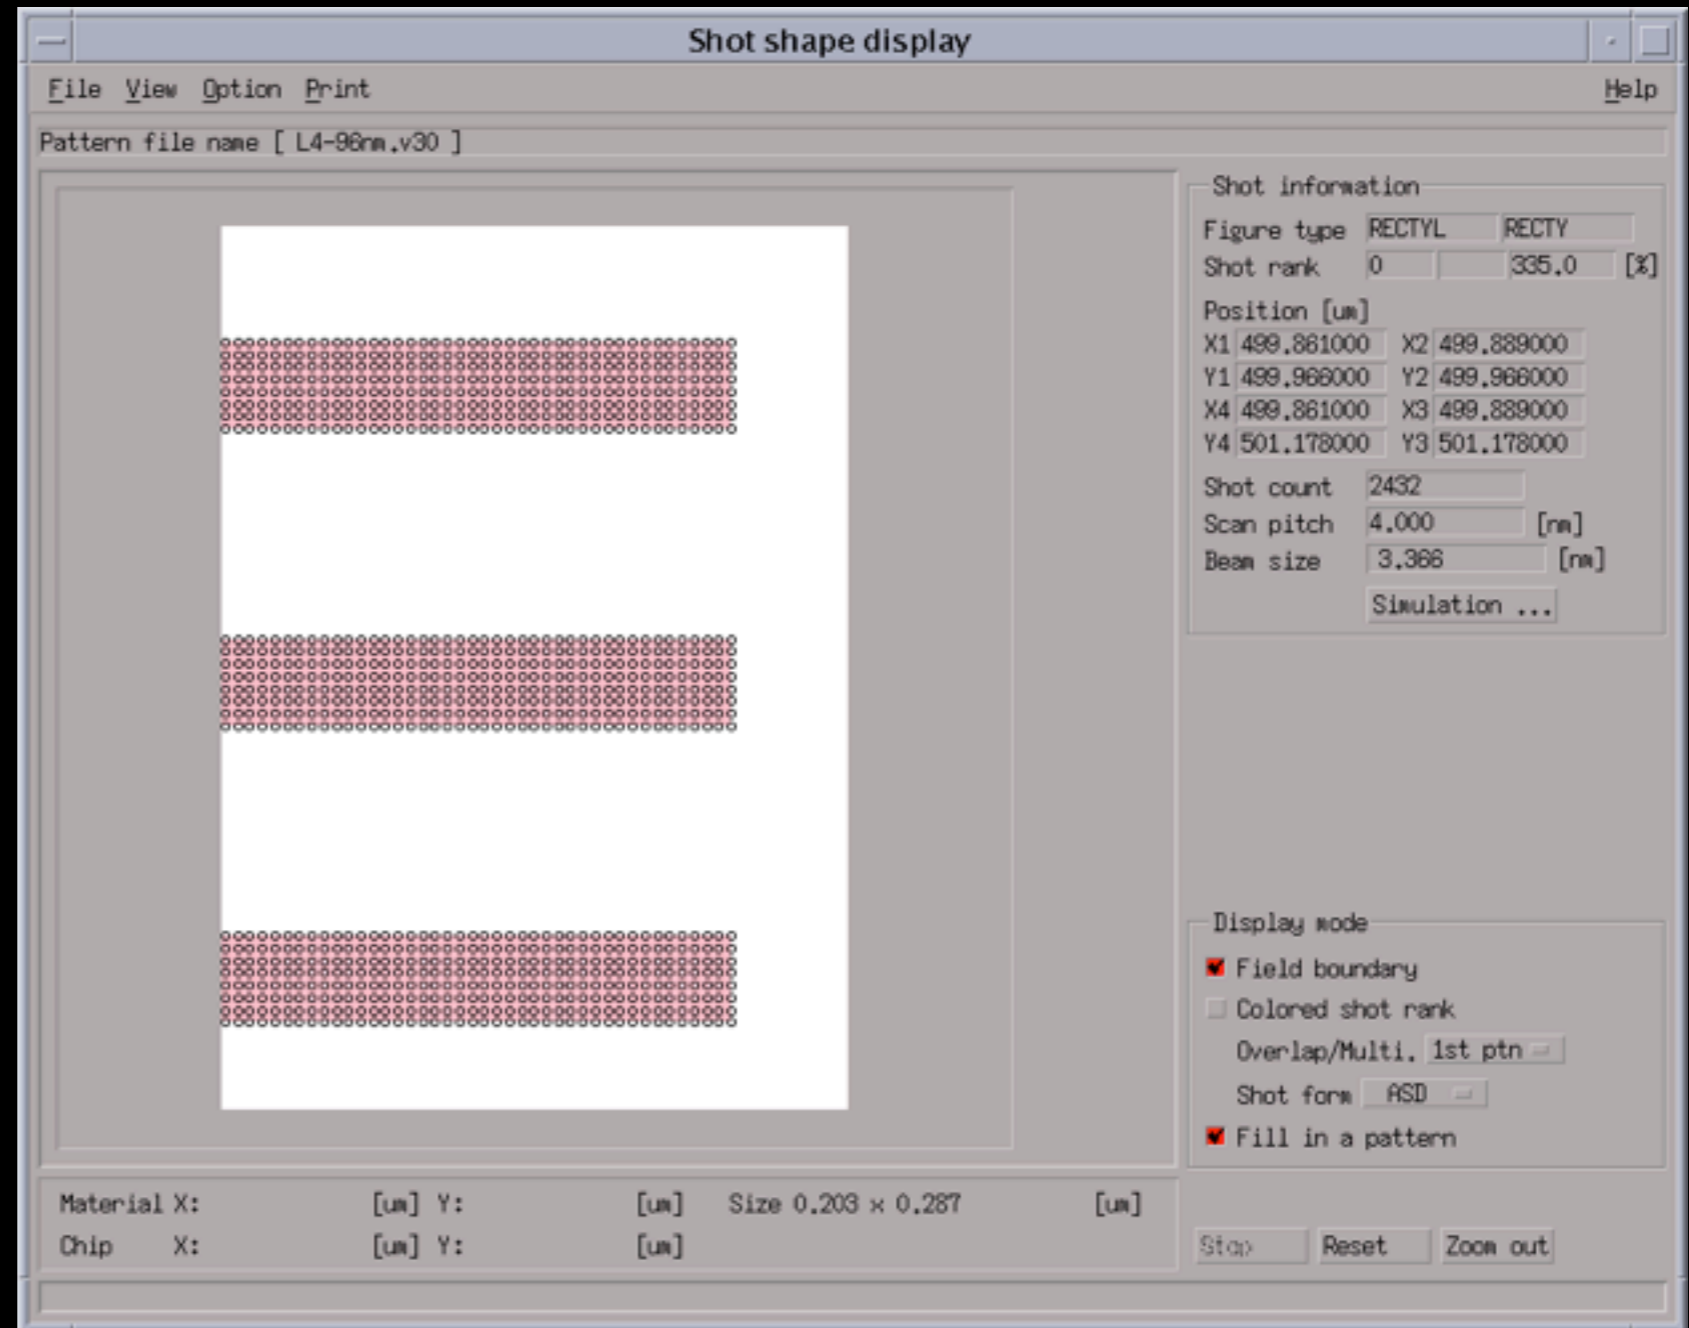 Shot shape display
File View Option Print Help
Pattern file name [ L4-96nm.v30 ]
Shot information
Figure type RECTYL RECTY
Shot rank 0 335.0 [%]
Position [um]
X1 499.861000 X2 499.889000
Y1 499.966000 Y2 499.966000
X4 499.861000 X3 499.889000
Y4 501.178000 Y3 501.178000
Shot count 2432
Scan pitch 4.000 [nm]
Beam size 3.366 [nm]
Simulation ...
Display mode
Field boundary
Colored shot rank
Overlap/Multi. 1st ptn
Shot form ASD
Fill in a pattern
Material X: [um] Y: [um] Size 0.203 x 0.287 [um]
Chip X: [um] Y: [um]
Stop Reset Zoom out